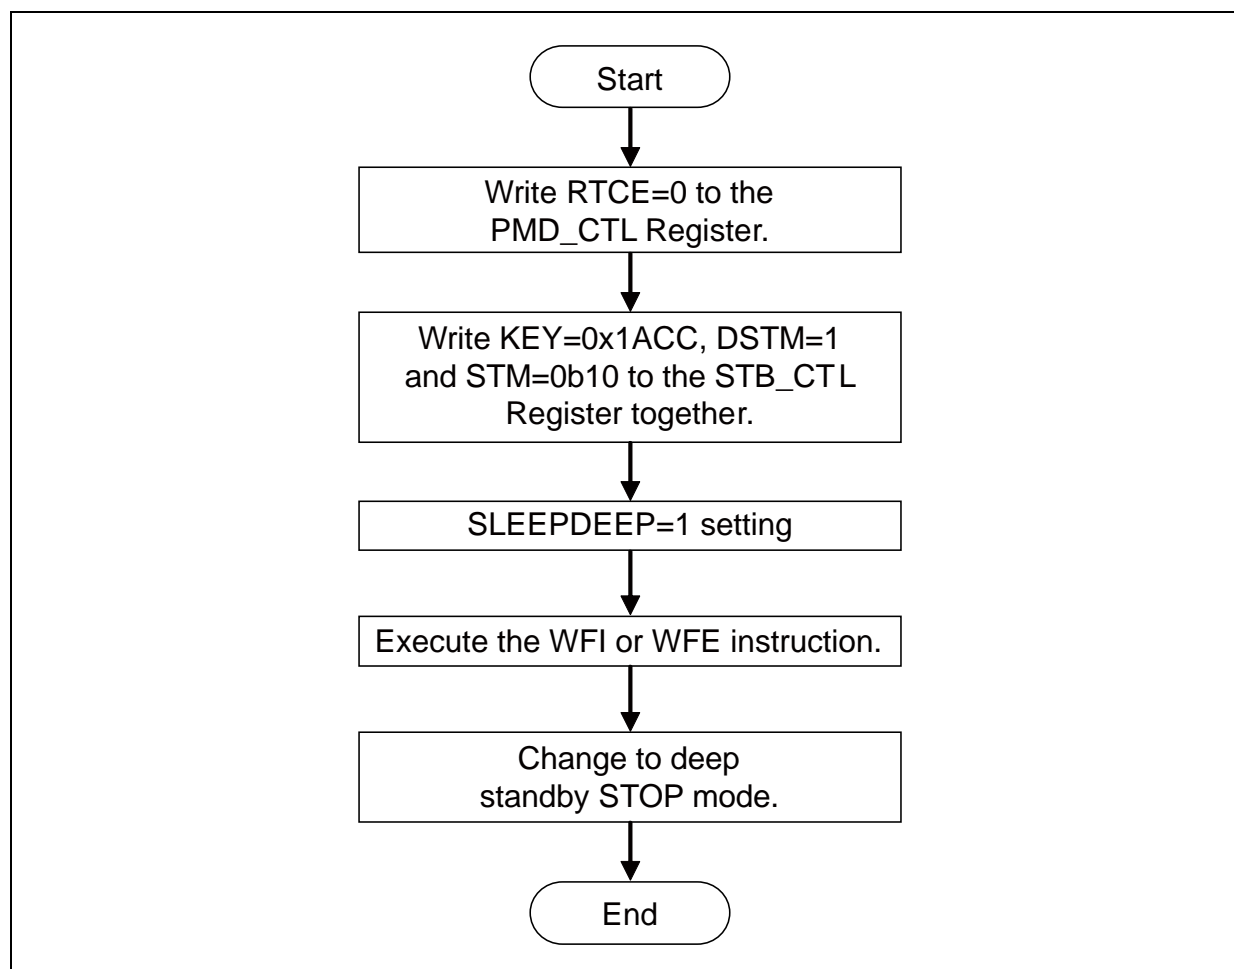 Start
Write RTCE=0 to the
PMD_CTL Register.
Write KEY=0x1ACC, DSTM=1
and STM=0b10 to the STB_CTL
Register together.
SLEEPDEEP=1 setting
Execute the WFI or WFE instruction.
Change to deep
standby STOP mode.
End